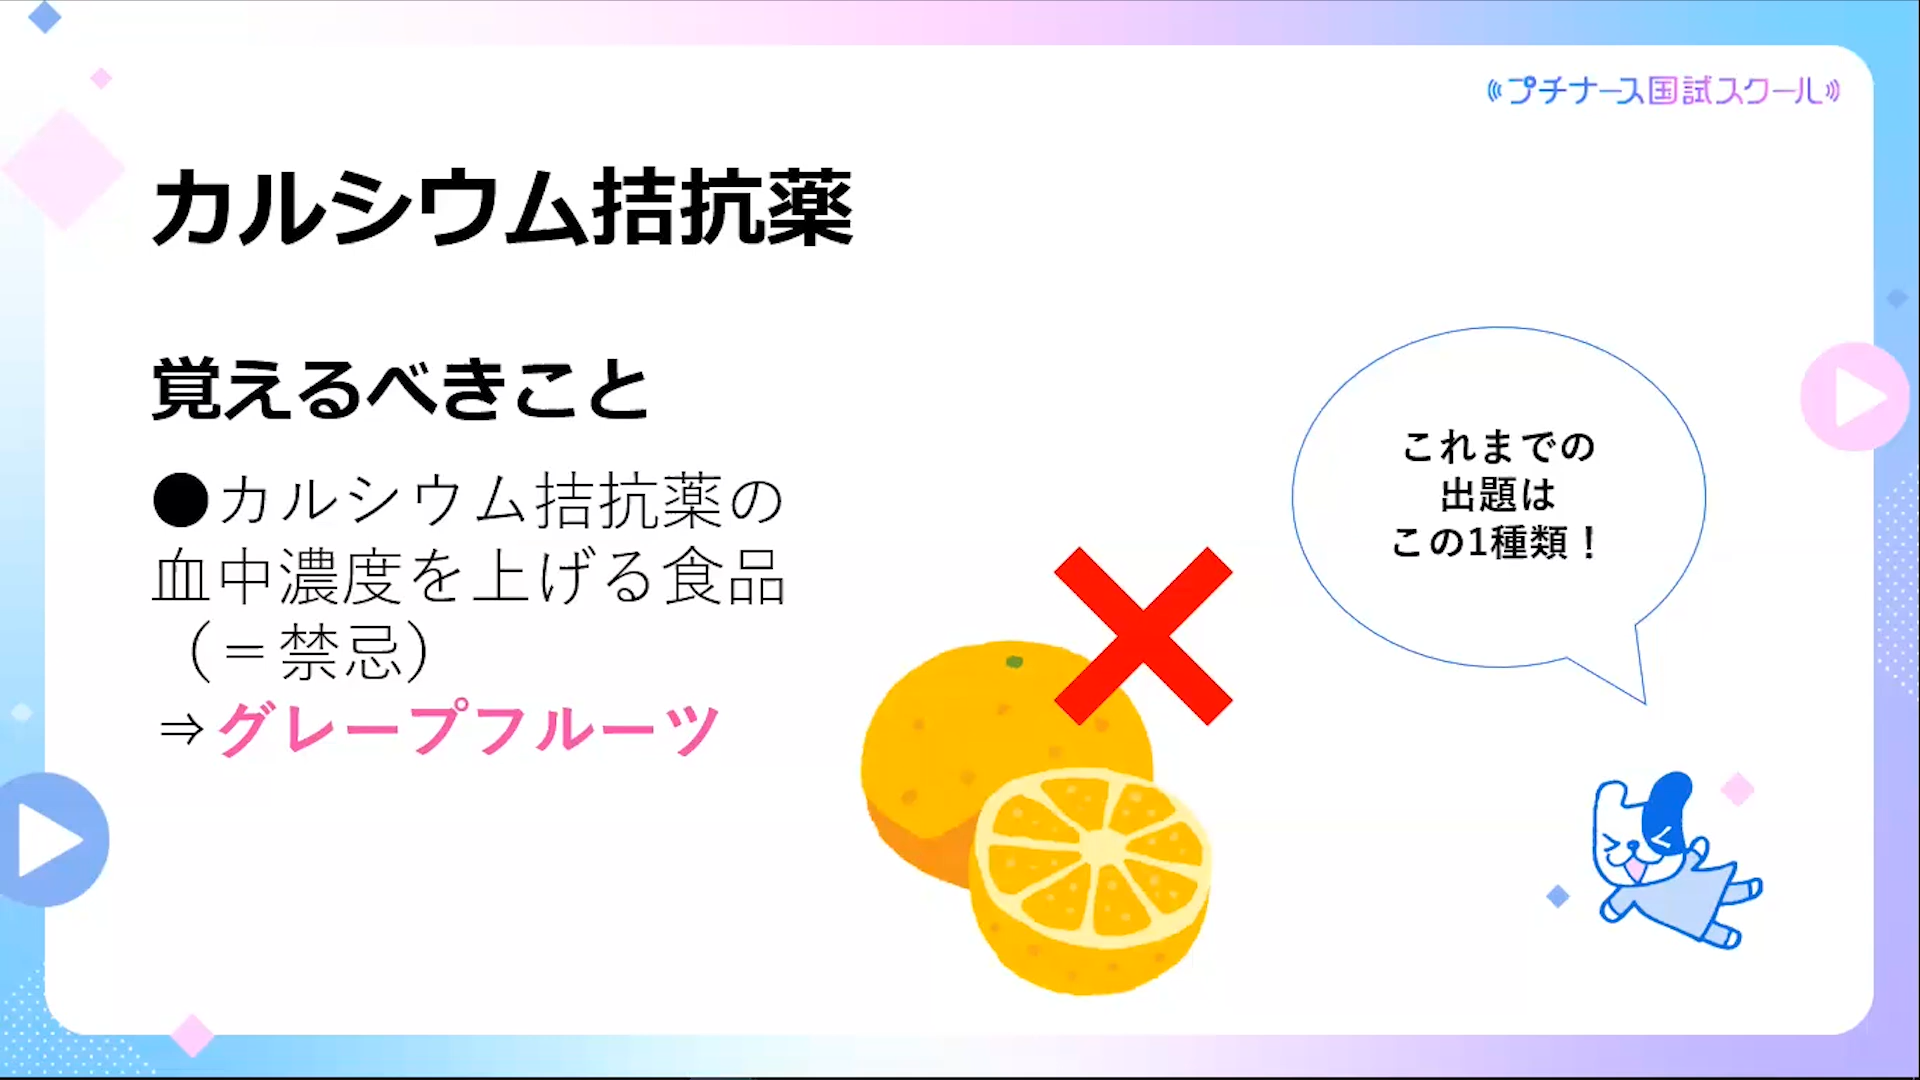 プチナース国試スクール
カルシウム拮抗薬
覚えるべきこと
●カルシウム拮抗薬の
血中濃度を上げる食品
（＝禁忌）
⇒グレープフルーツ
これまでの
出題は
この1種類！